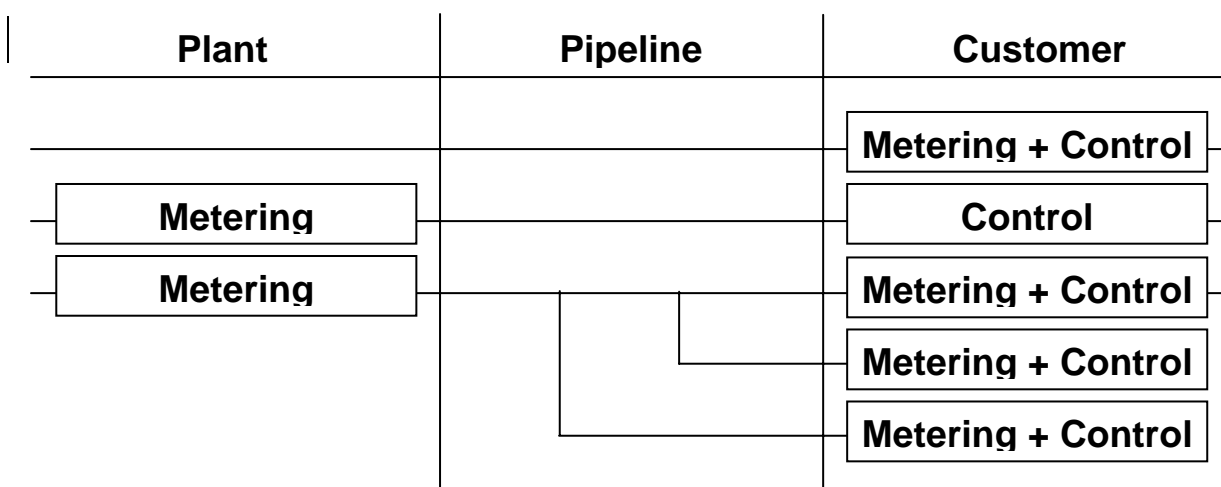 Plant Pipeline Customer
Metering + Control
Metering Control
Metering Metering + Control
Metering + Control
Metering + Control